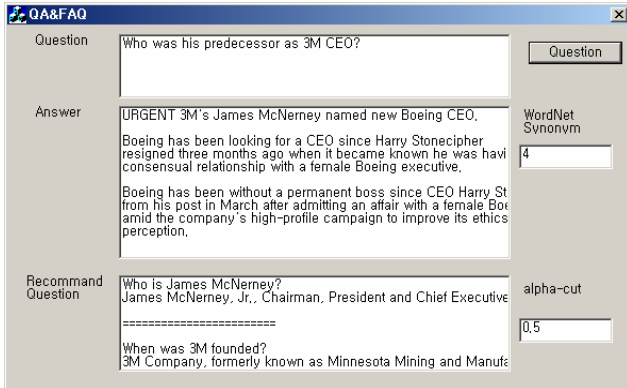 QA&FAQ
Question
Who was his predecessor as 3M CEO?
Question
Answer
URGENT 3M's James McNerney named new Boeing CEO,
Boeing has been looking for a CEO since Harry Stonecipher
resigned three months ago when it became known he was havi
consensual relationship with a female Boeing executive,
Boeing has been without a permanent boss since CEO Harry St
from his post in March after admitting an affair with a female Boe
amid the company's high-profile campaign to improve its ethics
perception,
WordNet
Synonym
4
Recommand
Question
Who is James McNerney?
James McNerney, Jr,, Chairman, President and Chief Executive
=======================
When was 3M founded?
3M Company, formerly known as Minnesota Mining and Manufa
alpha-cut
0,5